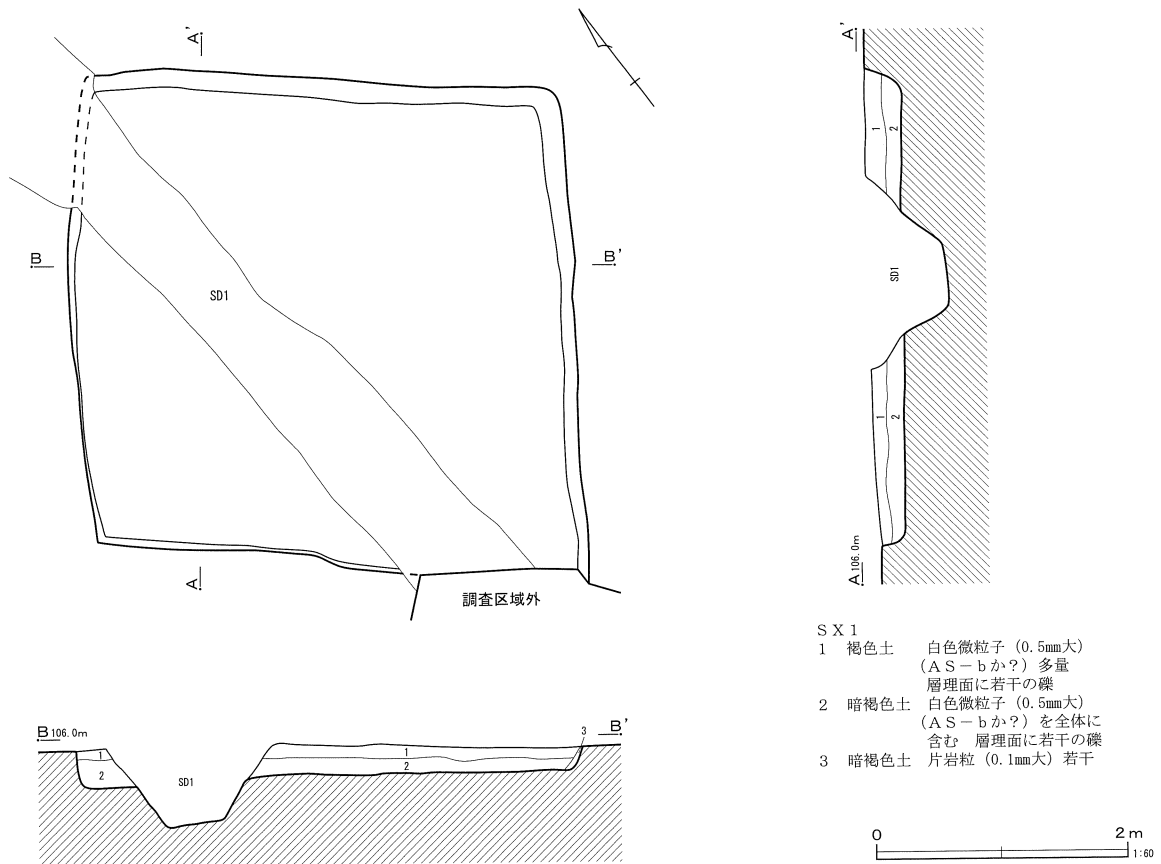 A'
A'
B
B'
SD1
A
調査区域外
1
2
SD1
1
2
A 106.0m
B 106.0m
B'
3
1
2
SD1
1
2
SX1
1 褐色土 白色微粒子(0.5mm大)
(AS-bか?)多量
層理面に若干の礫
2 暗褐色土 白色微粒子(0.5mm大)
(AS-bか?)を全体に
含む 層理面に若干の礫
3 暗褐色土 片岩粒(0.1mm大)若干
0 2m
1:60